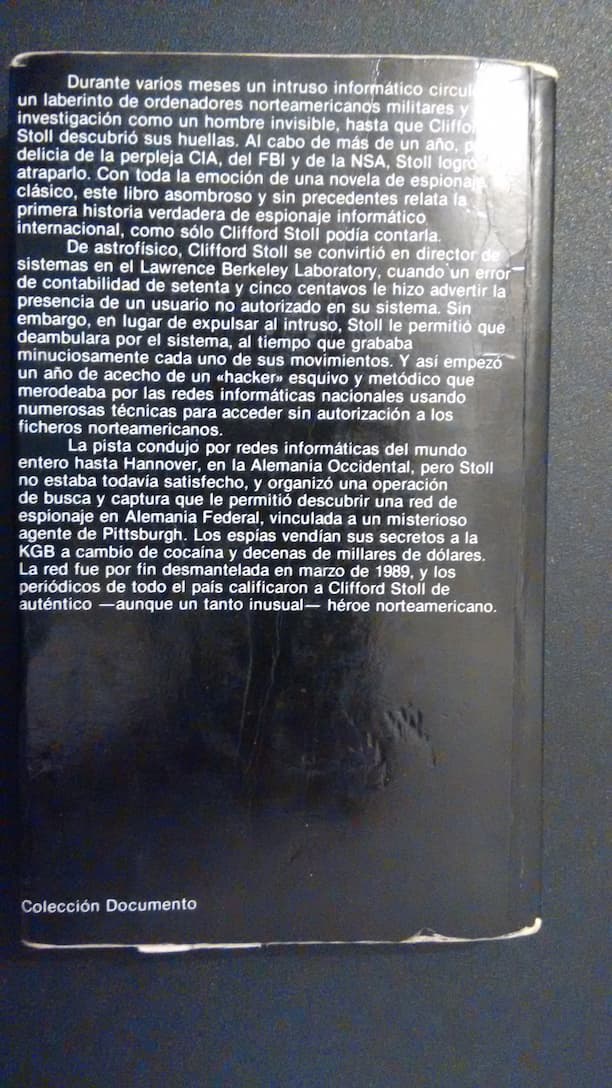 Durante varios meses un intruso informático
un laberinto de ordenadores norteamericanos militares y
investigación como un hombre invisible, hasta que
Stoll descubrió sus huellas. Al cabo de más de un año,
delicia de la perpleja CIA, del FBI y de la NSA, Stoll logró
atraparlo. Con toda la emoción de una novela de espionaje
clásico, este libro asombroso y sin precedentes relata la
primera historia verdadera de espionaje informático
internacional, como sólo Clifford Stoll podía contarla.
De astrofísico, Clifford Stoll se convirtió en director de
sistemas en el Lawrence Berkeley Laboratory, cuando un error
de contabilidad de setenta y cinco centavos le hizo advertir la
presencia de un usuario no autorizado en su sistema. Sin
embargo, en lugar de expulsar al intruso, Stoll le permitió que
deambulara por el sistema, al tiempo que grababa
minuciosamente cada uno de sus movimientos. Y así empezó
un año de acecho de un «hacker» esquivo y metódico que
merodeaba por las redes informáticas nacionales usando
numerosas técnicas para acceder sin autorización a los
ficheros norteamericanos.
La pista condujo por redes informáticas del mundo
entero hasta Hannover, en la Alemania Occidental, pero Stoll
no estaba todavía satisfecho, y organizó una operación
de busca y captura que le permitió descubrir una red de
espionaje en Alemania Federal, vinculada a un misterioso
agente de Pittsburgh. Los espías vendían sus secretos a la
KGB a cambio de cocaína y decenas de millares de dólares.
La red fue por fin desmantelada en marzo de 1989, y los
periódicos de todo el país calificaron a Clifford Stoll de
auténtico —aunque un tanto inusual— héroe norteamericano.
Colección Documento